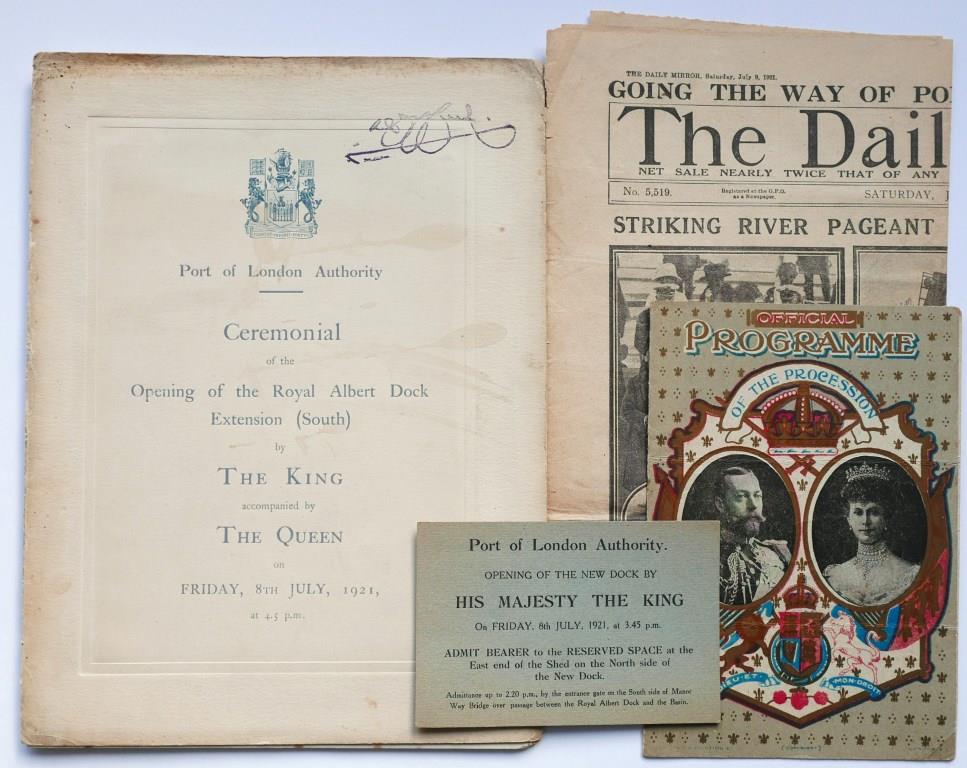 Port of London Authority
Ceremonial
of the
Opening of the Royal Albert Dock
Extension (South)
by
THE KING
accompanied by
THE QUEEN
on
FRIDAY, 8TH JULY, 1921,
at 4.5 p.m.
THE DAILY MIRROR, Saturday, July 9, 1921.
GOING THE WAY OF PO
The Dail
NET SALE NEARLY TWICE THAT OF ANY
No. 5,519.
Registered at the G.P.O.
as a Newspaper.
SATURDAY, J
STRIKING RIVER PAGEANT
OFFICIAL
PROGRAMME
OF THE PROCESSION
DIEU·ET
MON·DROIT
[COPYRIGHT]
Port of London Authority.
OPENING OF THE NEW DOCK BY
HIS MAJESTY THE KING
On FRIDAY, 8th JULY, 1921, at 3.45 p.m.
ADMIT BEARER to the RESERVED SPACE at the
East end of the Shed on the North side of
the New Dock.
Admittance up to 2.20 p.m., by the entrance gate on the South side of Manor
Way Bridge over passage between the Royal Albert Dock and the Basin.